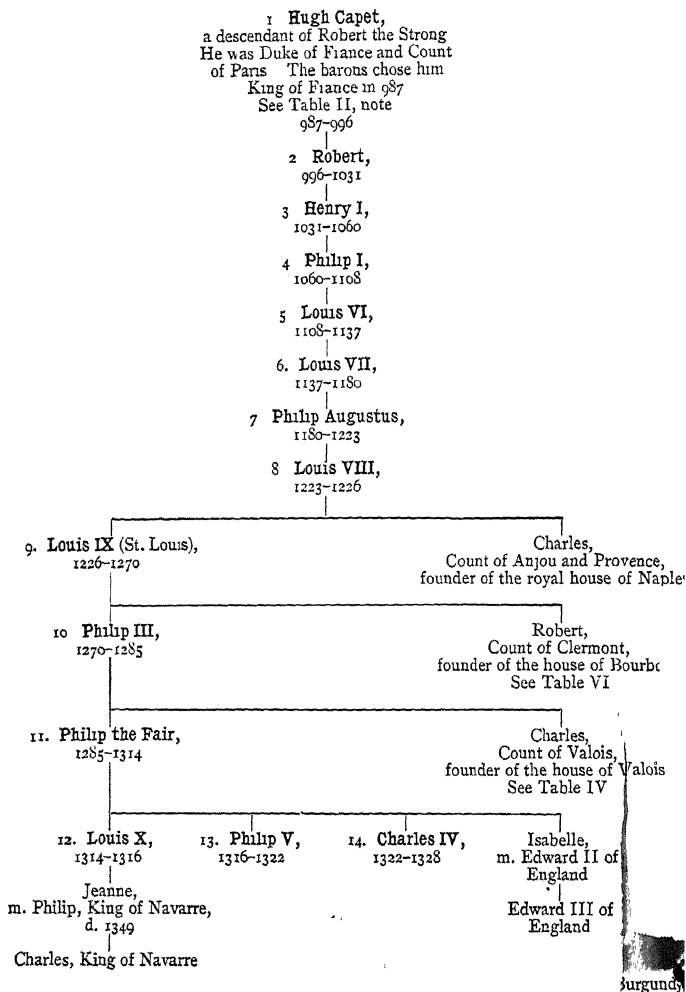 1 Hugh Capet,
a descendant of Robert the Strong
He was Duke of France and Count
of Paris The barons chose him
King of France in 987
See Table II, note
987–996
2 Robert,
996–1031
3 Henry I,
1031–1060
4 Philip I,
1060–1108
5 Louis VI,
1108–1137
6. Louis VII,
1137–1180
7 Philip Augustus,
1180–1223
8 Louis VIII,
1223–1226
9. Louis IX (St. Louis),
1226–1270
Charles,
Count of Anjou and Provence,
founder of the royal house of Naple
10 Philip III,
1270–1285
Robert,
Count of Clermont,
founder of the house of Bourbo
See Table VI
11. Philip the Fair,
1285–1314
Charles,
Count of Valois,
founder of the house of Valois
See Table IV
12. Louis X,
1314–1316
13. Philip V,
1316–1322
14. Charles IV,
1322–1328
Isabelle,
m. Edward II of
England
Jeanne,
m. Philip, King of Navarre,
d. 1349
Edward III of
England
Charles, King of Navarre
Burgundy